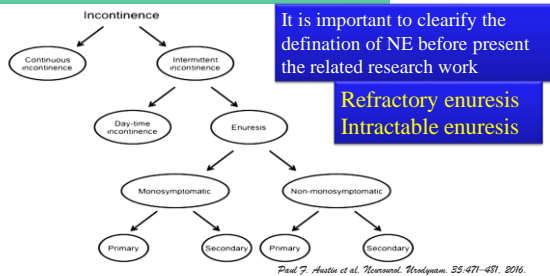 Incontinence
It is important to clearify the
defination of NE before present
the related research work
Continuous
incontinence
Intermittent
incontinence
Refractory enuresis
Intractable enuresis
Day-time
incontinence
Enuresis
Monosymptomatic
Non-monosymptomatic
Primary
Secondary
Primary
Secondary
Paul F. Austin et al. Neurourol. Urodynam. 35:471–481, 2016.